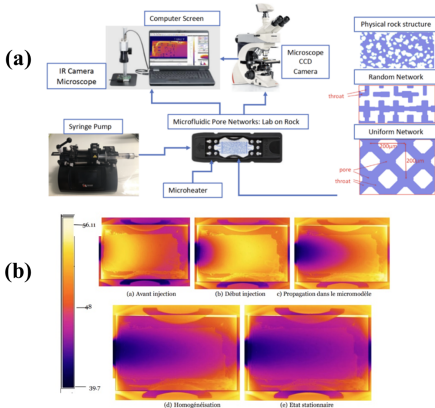 (a)
Computer Screen
IR Camera
Microscope
Microscope
CCD
Camera
Physical rock structure
Random Network
throat
Uniform Network
200um
200um
pore
throat
Syringe Pump
Microfluidic Pore Networks: Lab on Rock
Microheater
(b)
56.11
48
39.7
(a) Avant injection
(b) Début injection
c) Propagation dans le micromodèle
(d) Homogénéisation
(e) Etat stationnaire